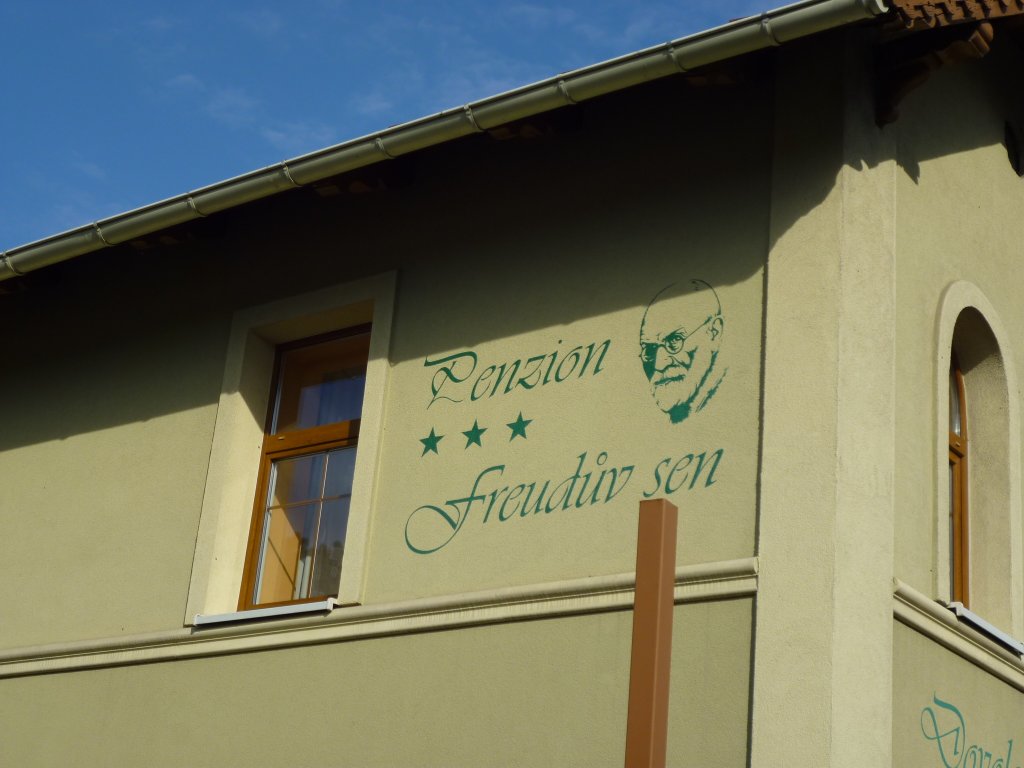 Penzion
★ ★ ★
Freudův sen